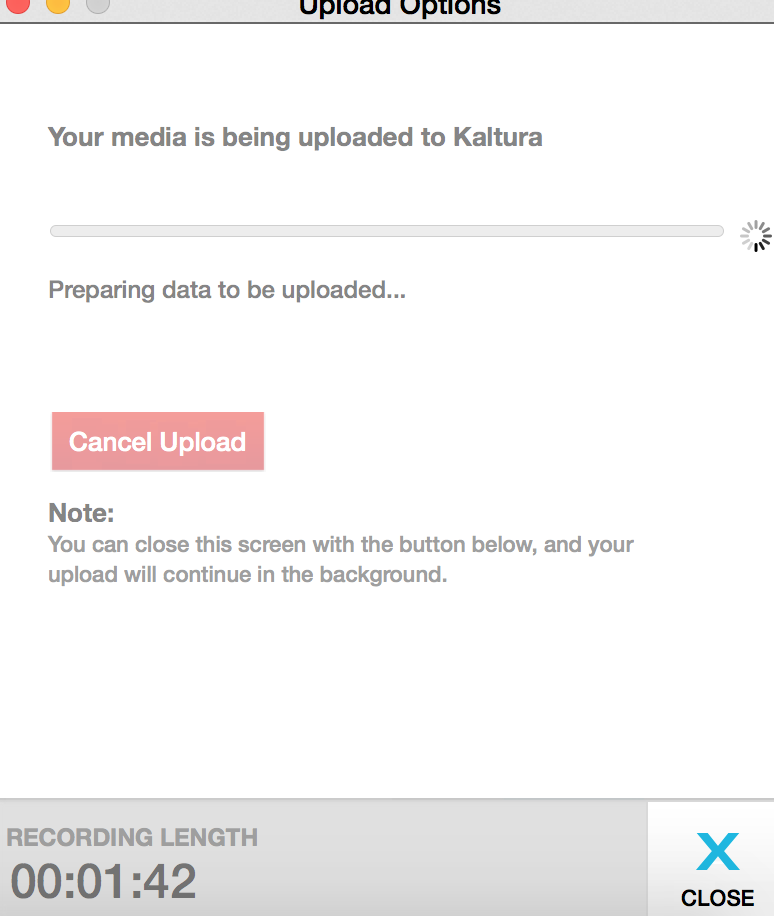 Upload Options
Your media is being uploaded to Kaltura
Preparing data to be uploaded...
Cancel Upload
Note:
You can close this screen with the button below, and your
upload will continue in the background.
RECORDING LENGTH
00:01:42
X
CLOSE